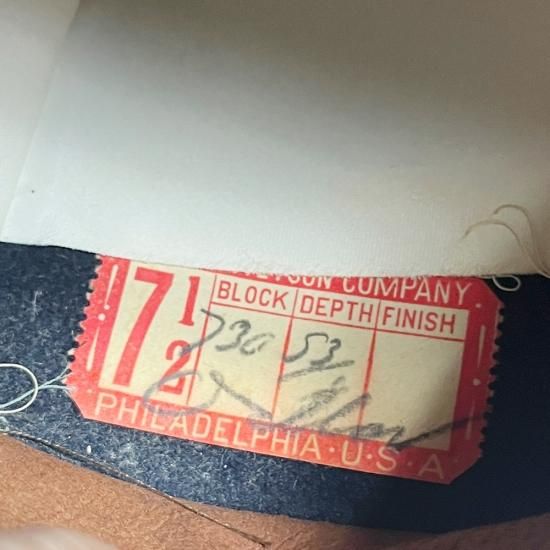 COMPANY
7 1/2
BLOCK DEPTH FINISH
730 53/
PHILADELPHIA·U·S·A